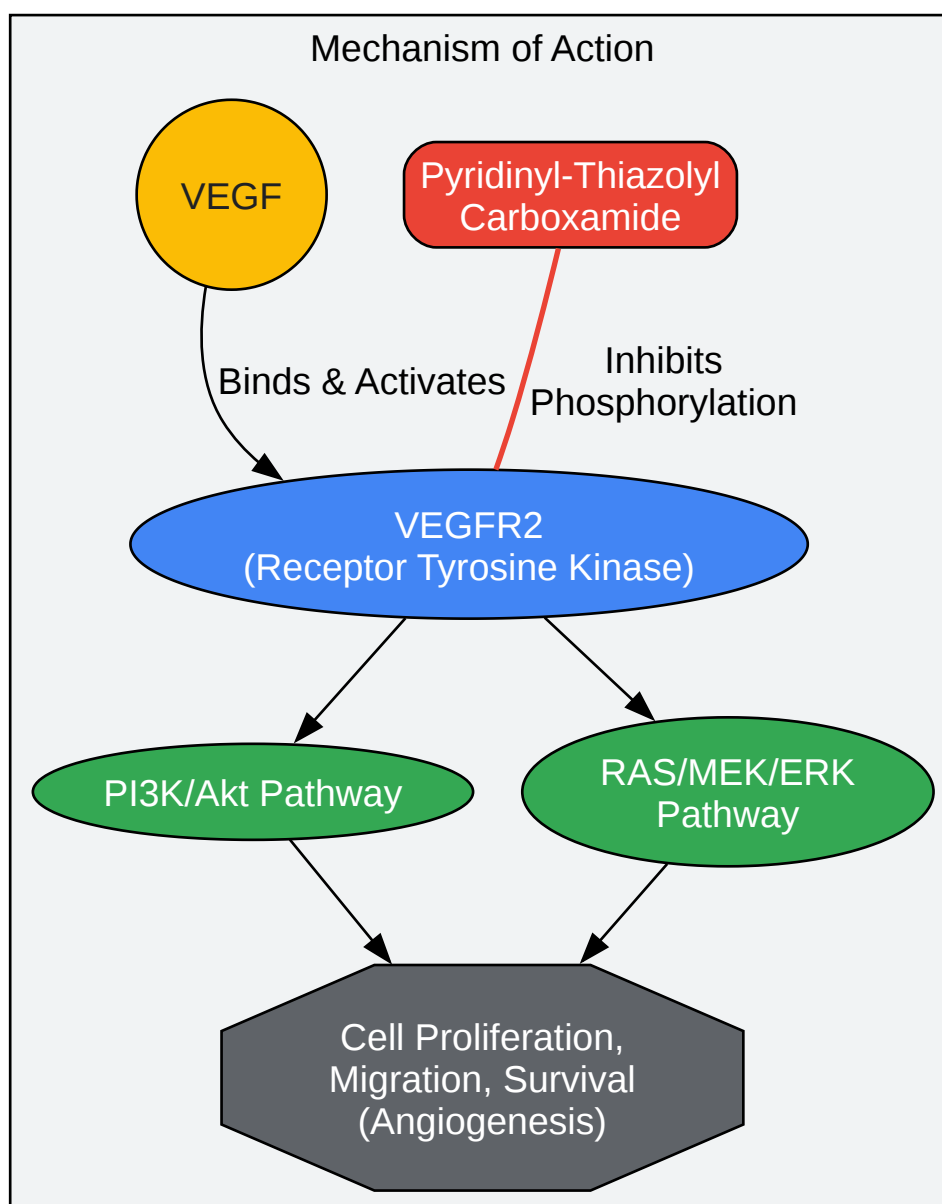 Mechanism of Action
VEGF
Pyridinyl-Thiazolyl
Carboxamide
Binds & Activates
Inhibits
Phosphorylation
VEGFR2
(Receptor Tyrosine Kinase)
PI3K/Akt Pathway
RAS/MEK/ERK
Pathway
Cell Proliferation,
Migration, Survival
(Angiogenesis)